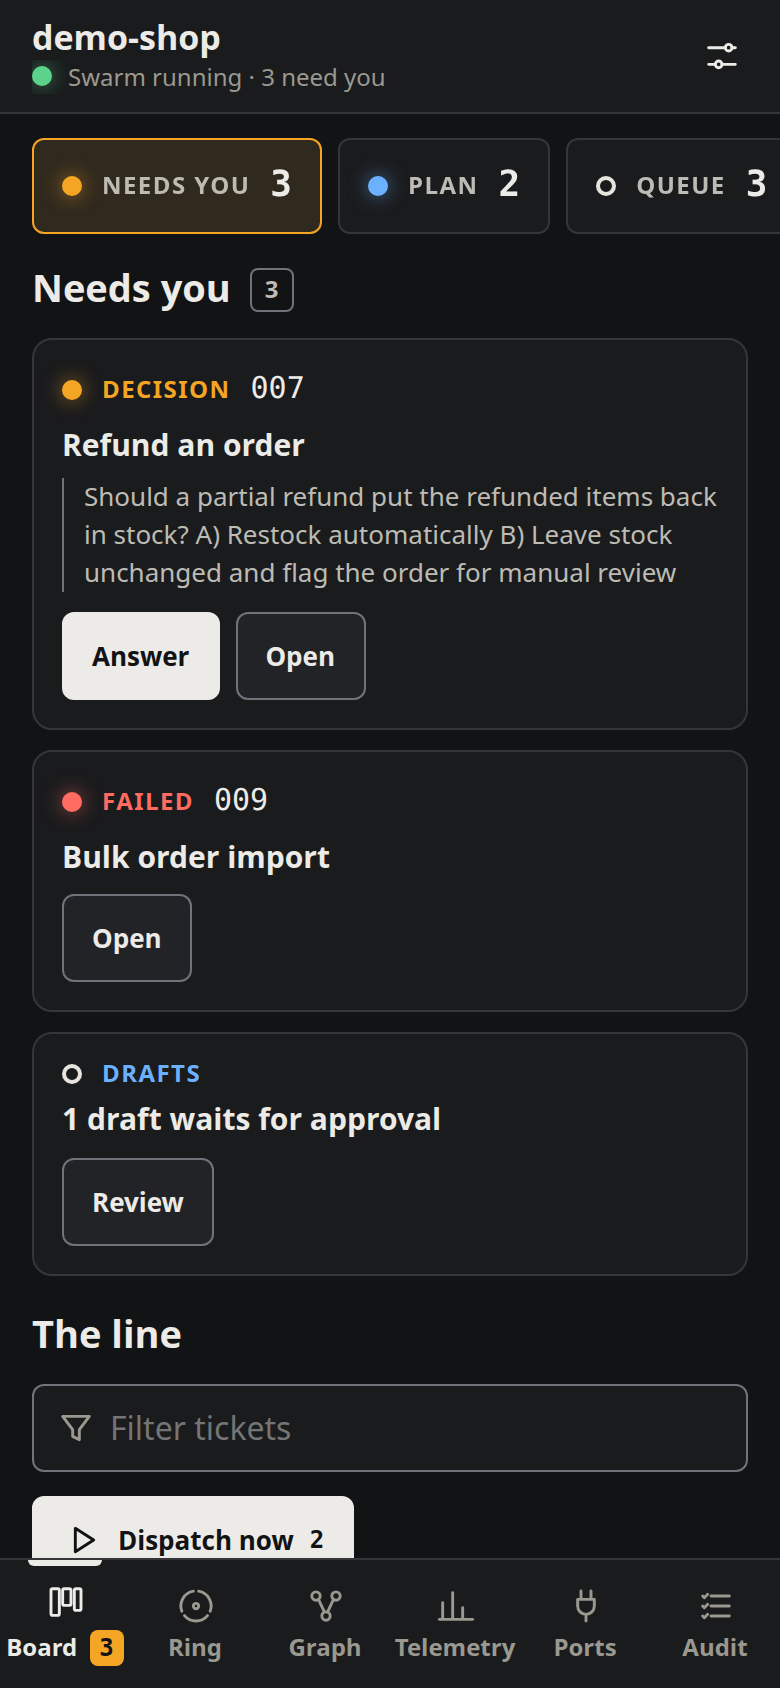 demo-shop
Swarm running · 3 need you
NEEDS YOU 3 PLAN 2 QUEUE 3
Needs you 3
DECISION 007
Refund an order
Should a partial refund put the refunded items back
in stock? A) Restock automatically B) Leave stock
unchanged and flag the order for manual review
Answer Open
FAILED 009
Bulk order import
Open
DRAFTS
1 draft waits for approval
Review
The line
Filter tickets
Dispatch now 2
Board 3 Ring Graph Telemetry Ports Audit